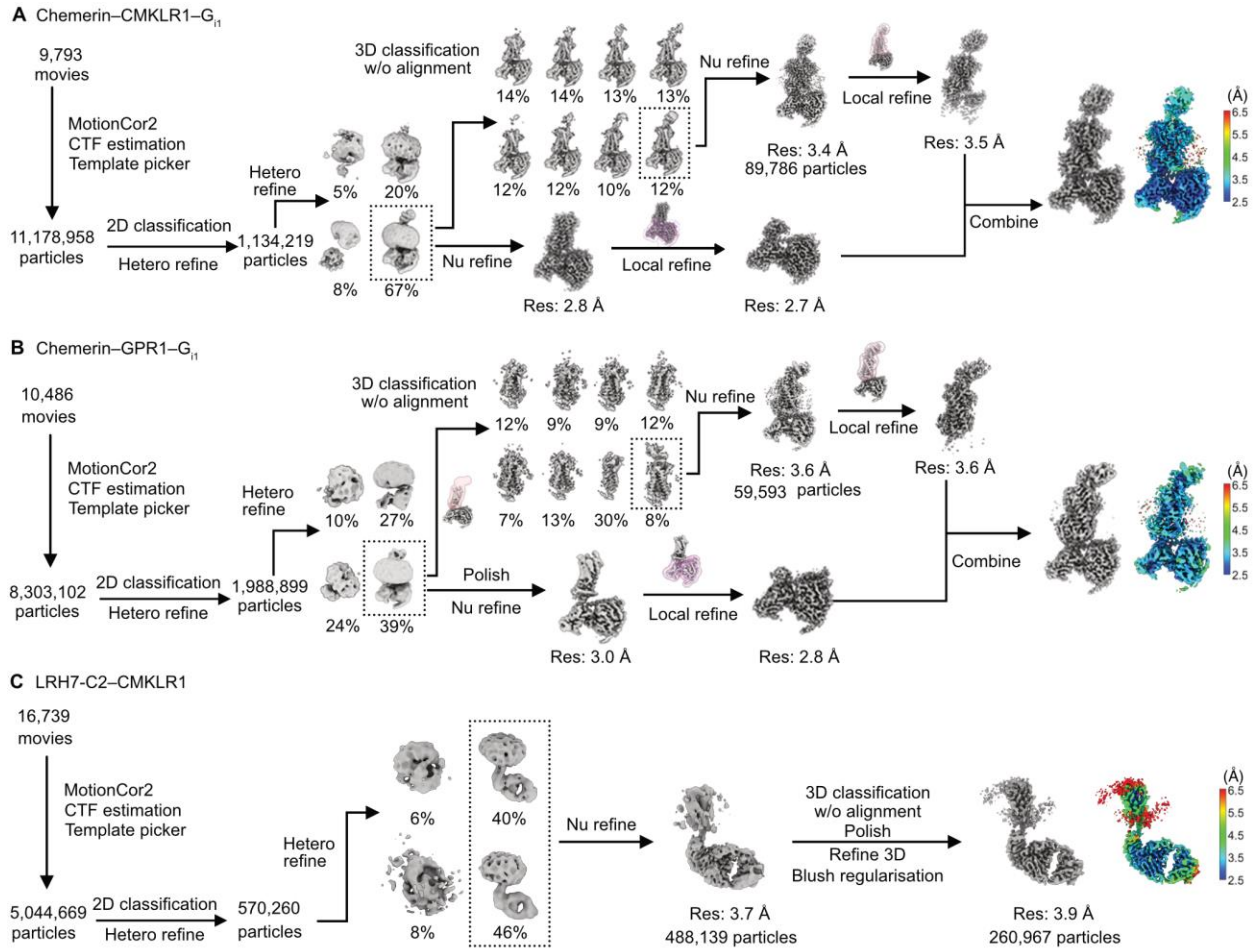 A Chemerin–CMKLR1–Gi1
9,793
movies
MotionCor2
CTF estimation
Template picker
11,178,958
particles
2D classification
Hetero refine
1,134,219
particles
Hetero
refine
5%
20%
8%
67%
3D classification
w/o alignment
14%
14%
13%
13%
12%
12%
10%
12%
Nu refine
Res: 3.4 Å
89,786 particles
Local refine
Res: 3.5 Å
Nu refine
Res: 2.8 Å
Local refine
Res: 2.7 Å
Combine
(Å)
6.5
5.5
4.5
3.5
2.5
B Chemerin–GPR1–Gi1
10,486
movies
MotionCor2
CTF estimation
Template picker
8,303,102
particles
2D classification
Hetero refine
1,988,899
particles
Hetero
refine
10%
27%
24%
39%
3D classification
w/o alignment
12%
9%
9%
12%
7%
13%
30%
8%
Nu refine
Res: 3.6 Å
59,593 particles
Local refine
Res: 3.6 Å
Polish
Nu refine
Res: 3.0 Å
Local refine
Res: 2.8 Å
Combine
(Å)
6.5
5.5
4.5
3.5
2.5
C LRH7-C2–CMKLR1
16,739
movies
MotionCor2
CTF estimation
Template picker
5,044,669
particles
2D classification
Hetero refine
570,260
particles
Hetero
refine
6%
40%
8%
46%
Nu refine
Res: 3.7 Å
488,139 particles
3D classification
w/o alignment
Polish
Refine 3D
Blush regularisation
Res: 3.9 Å
260,967 particles
(Å)
6.5
5.5
4.5
3.5
2.5